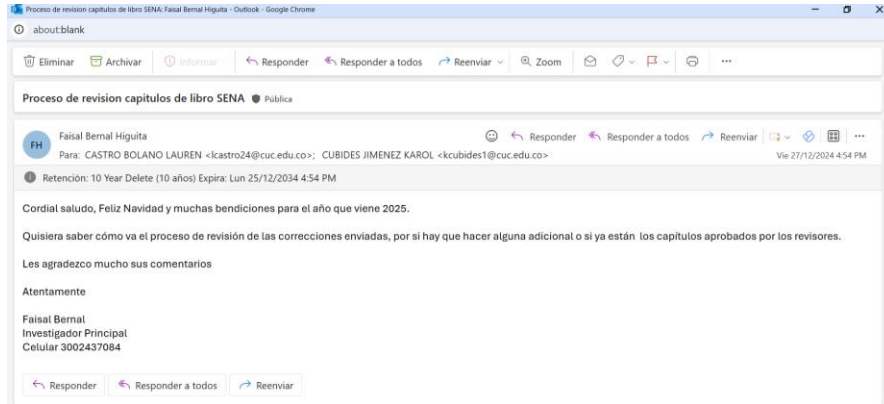 Proceso de revision capitulos de libro SENA: Faisal Bernal Higuita - Outlook - Google Chrome
about:blank
Eliminar Archivar Informar Responder Responder a todos Reenviar Zoom
Proceso de revision capitulos de libro SENA Pública
FH Faisal Bernal Higuita Responder Responder a todos Reenviar
Para: CASTRO BOLANO LAUREN <lcastro24@cuc.edu.co>; CUBIDES JIMENEZ KAROL <kcubides1@cuc.edu.co> Vie 27/12/2024 4:54 PM
Retención: 10 Year Delete (10 años) Expira: Lun 25/12/2034 4:54 PM
Cordial saludo, Feliz Navidad y muchas bendiciones para el año que viene 2025.
Quisiera saber cómo va el proceso de revisión de las correcciones enviadas, por si hay que hacer alguna adicional o si ya están los capítulos aprobados por los revisores.
Les agradezco mucho sus comentarios
Atentamente
Faisal Bernal
Investigador Principal
Celular 3002437084
Responder Responder a todos Reenviar